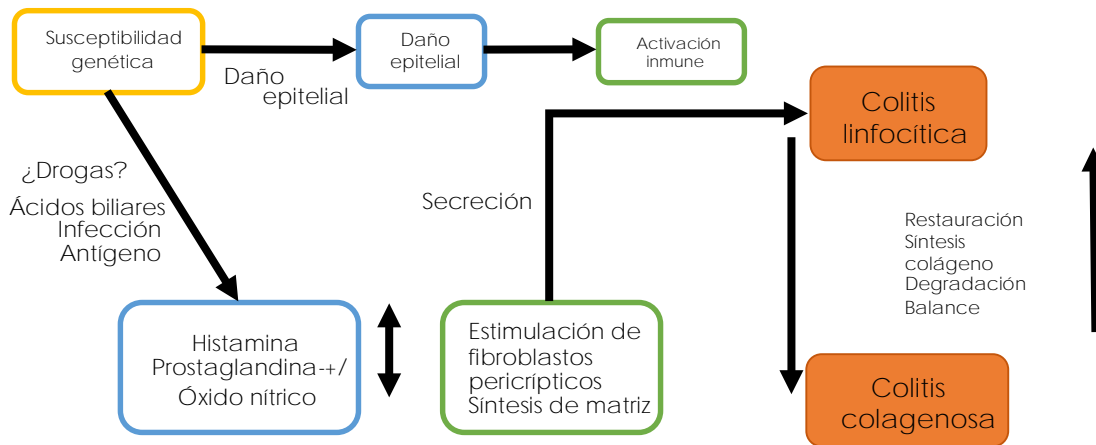 Susceptibilidad
genética
Daño
epitelial
Daño
epitelial
Activación
inmune
Colitis
linfocítica
¿Drogas?
Ácidos biliares
Infección
Antígeno
Secreción
Restauración
Síntesis
colágeno
Degradación
Balance
Histamina
Prostaglandina-+/
Óxido nítrico
Estimulación de
fibroblastos
pericrípticos
Síntesis de matriz
Colitis
colagenosa